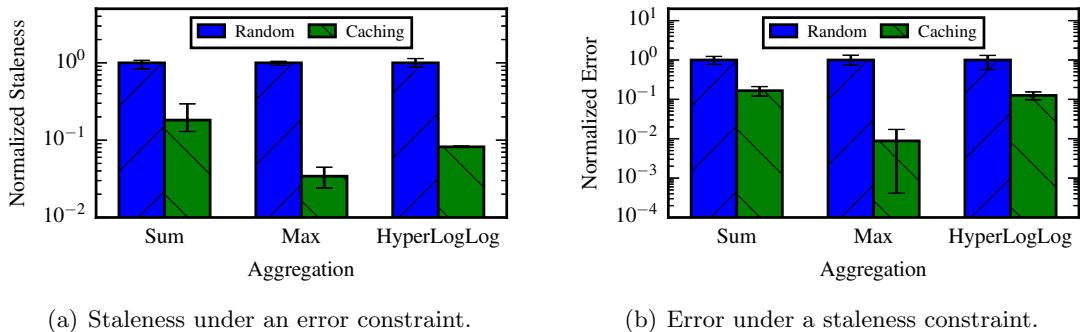 Random
Caching
10^0
10^-1
10^-2
Normalized Staleness
Sum
Max
HyperLogLog
Aggregation
(a) Staleness under an error constraint.
Random
Caching
10^1
10^0
10^-1
10^-2
10^-3
10^-4
Normalized Error
Sum
Max
HyperLogLog
Aggregation
(b) Error under a staleness constraint.